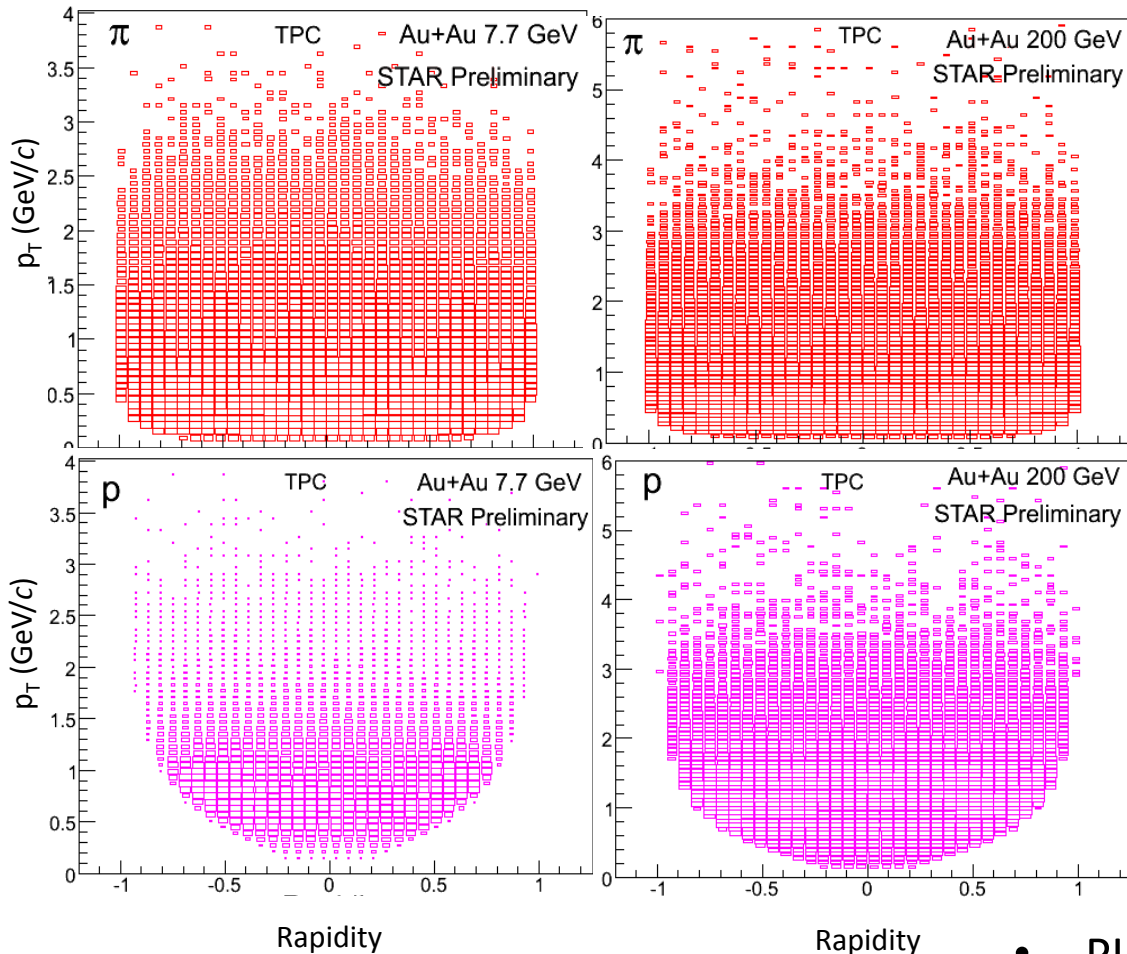 π TPC Au+Au 7.7 GeV
STAR Preliminary
4
3.5
3
2.5
2
1.5
1
0.5
0
p_T (GeV/c)
π TPC Au+Au 200 GeV
STAR Preliminary
6
5
4
3
2
1
0
p TPC Au+Au 7.7 GeV
STAR Preliminary
4
3.5
3
2.5
2
1.5
1
0.5
0
p_T (GeV/c)
-1 -0.5 0 0.5 1
Rapidity
p TPC Au+Au 200 GeV
STAR Preliminary
6
5
4
3
2
1
0
-1 -0.5 0 0.5 1
Rapidity